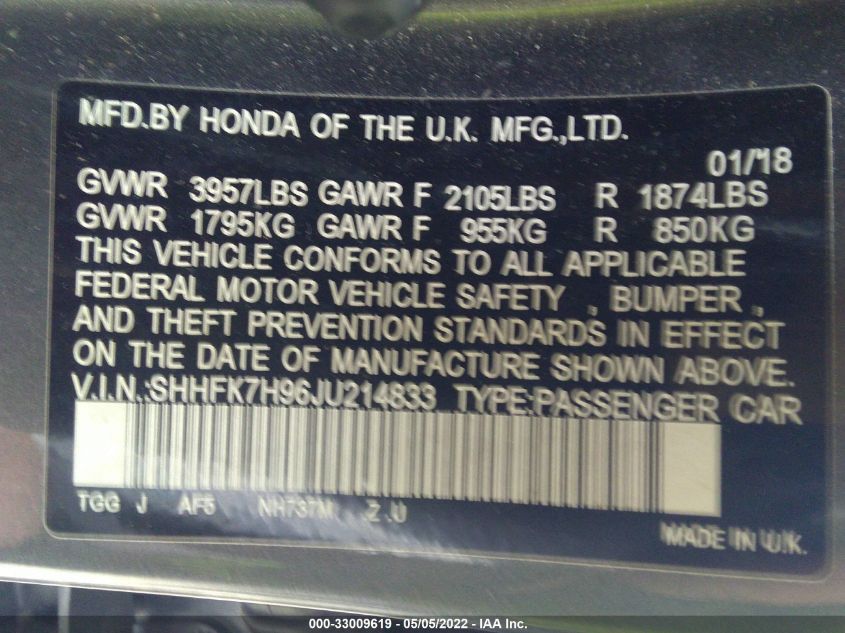 MFD.BY HONDA OF THE U.K. MFG.,LTD.
01/18
GVWR 3957LBS GAWR F 2105LBS R 1874LBS
GVWR 1795KG GAWR F 955KG R 850KG
THIS VEHICLE CONFORMS TO ALL APPLICABLE
FEDERAL MOTOR VEHICLE SAFETY , BUMPER ,
AND THEFT PREVENTION STANDARDS IN EFFECT
ON THE DATE OF MANUFACTURE SHOWN ABOVE.
V.I.N.:SHHFK7H96JU214833 TYPE:PASSENGER CAR
TGG J AF5 NH737M Z .U
MADE IN U.K.
000-33009619 - 05/05/2022 - IAA Inc.